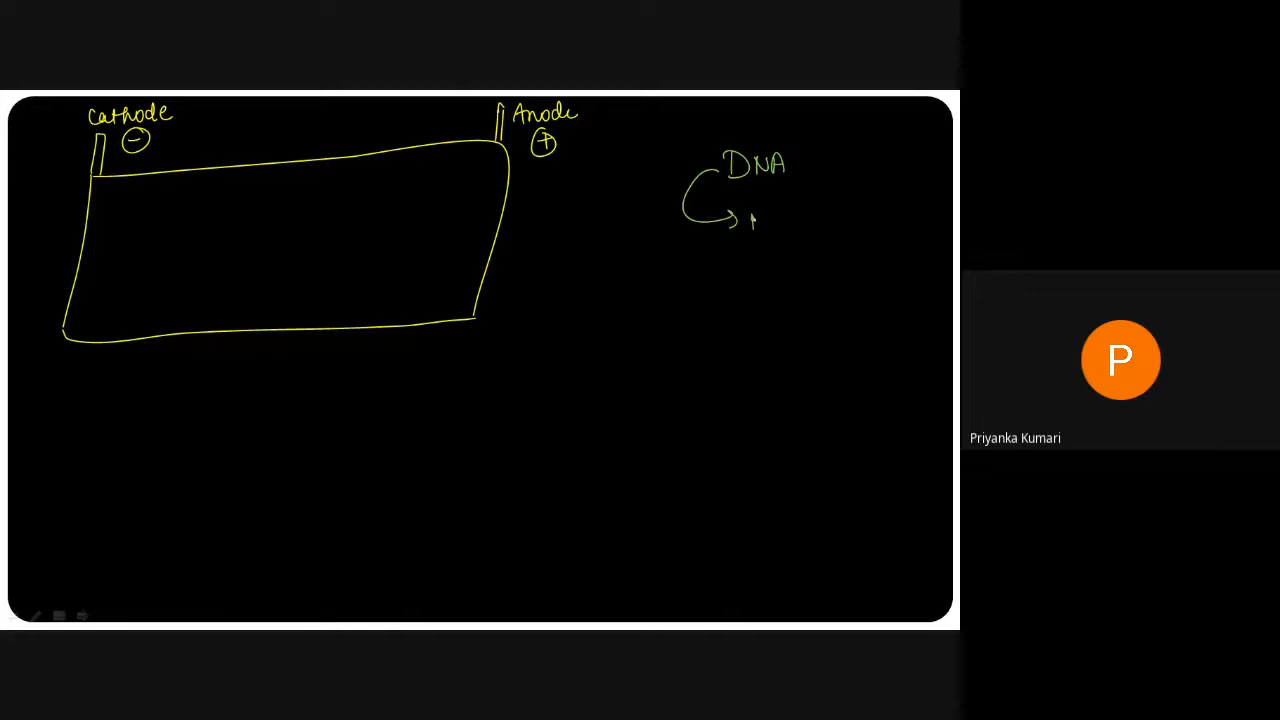 Cathode
Anode
−
+
DNA
P
Priyanka Kumari